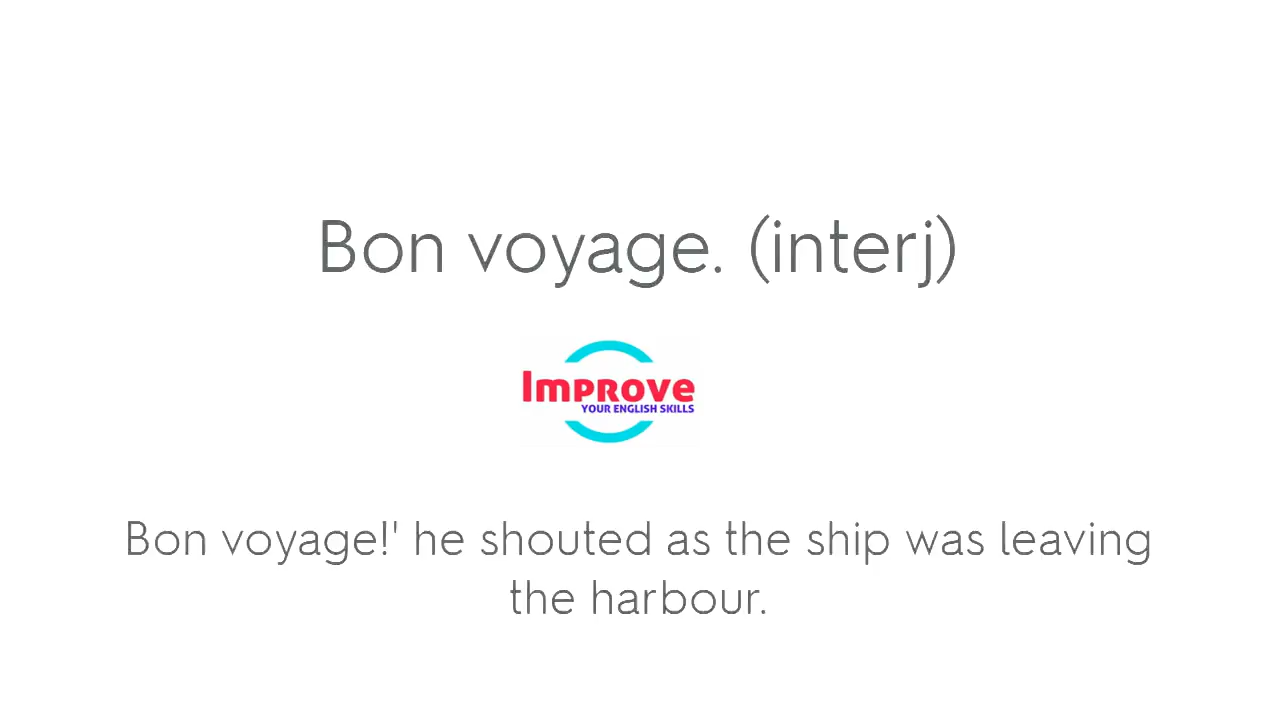 Bon voyage. (interj)
Improve
YOUR ENGLISH SKILLS
Bon voyage!' he shouted as the ship was leaving
the harbour.